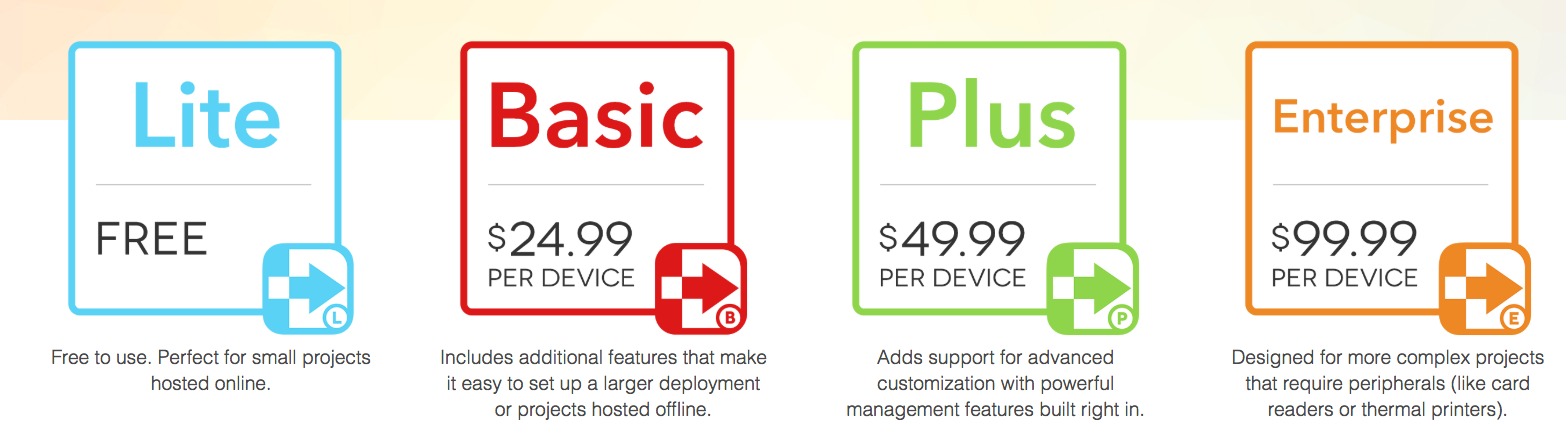 Lite
FREE
L
Free to use. Perfect for small projects
hosted online.
Basic
$24.99
PER DEVICE
B
Includes additional features that make
it easy to set up a larger deployment
or projects hosted offline.
Plus
$49.99
PER DEVICE
P
Adds support for advanced
customization with powerful
management features built right in.
Enterprise
$99.99
PER DEVICE
E
Designed for more complex projects
that require peripherals (like card
readers or thermal printers).